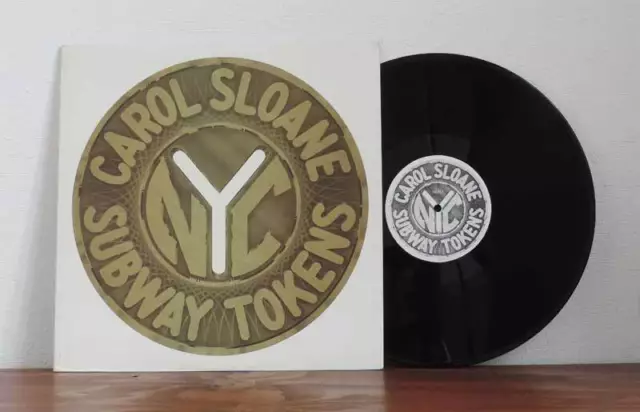 CAROL SLOANE
NYC
SUBWAY TOKENS
CAROL SLOANE
NYC
SUBWAY TOKENS